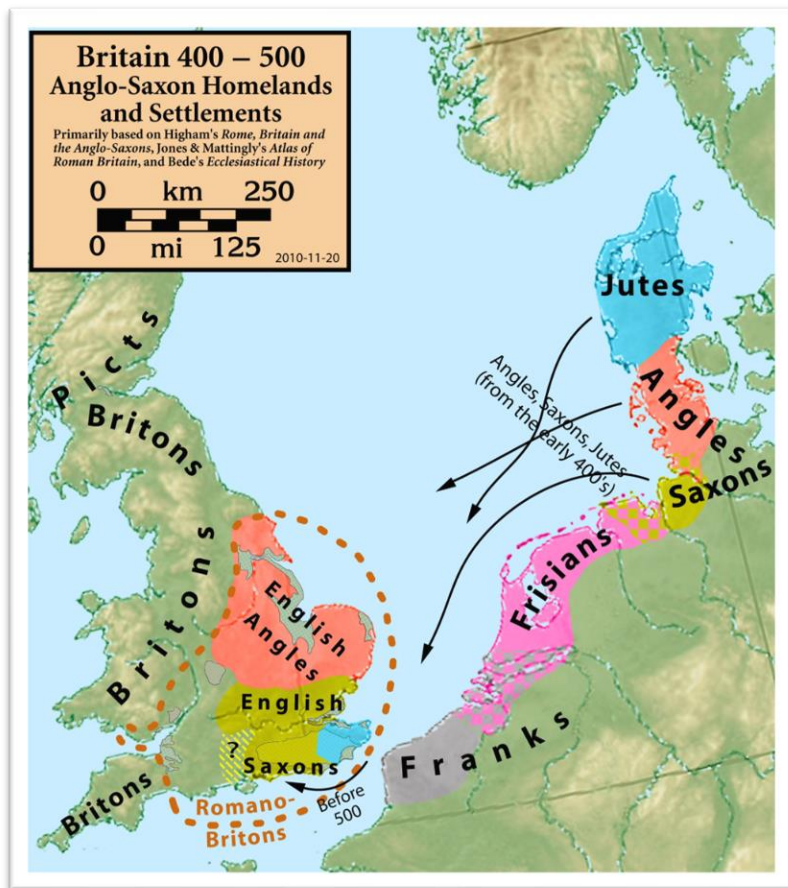 Britain 400 – 500
Anglo-Saxon Homelands
and Settlements
Primarily based on Higham's Rome, Britain and
the Anglo-Saxons, Jones & Mattingly's Atlas of
Roman Britain, and Bede's Ecclesiastical History
0 km 250
0 mi 125
2010-11-20
Jutes
Angles
Saxons
Angles, Saxons, Jutes
(from the early 400's)
Picts
Britons
Britons
Frisians
English
Angles
English
?
Saxons
Franks
Britons
Before
500
Romano-
Britons